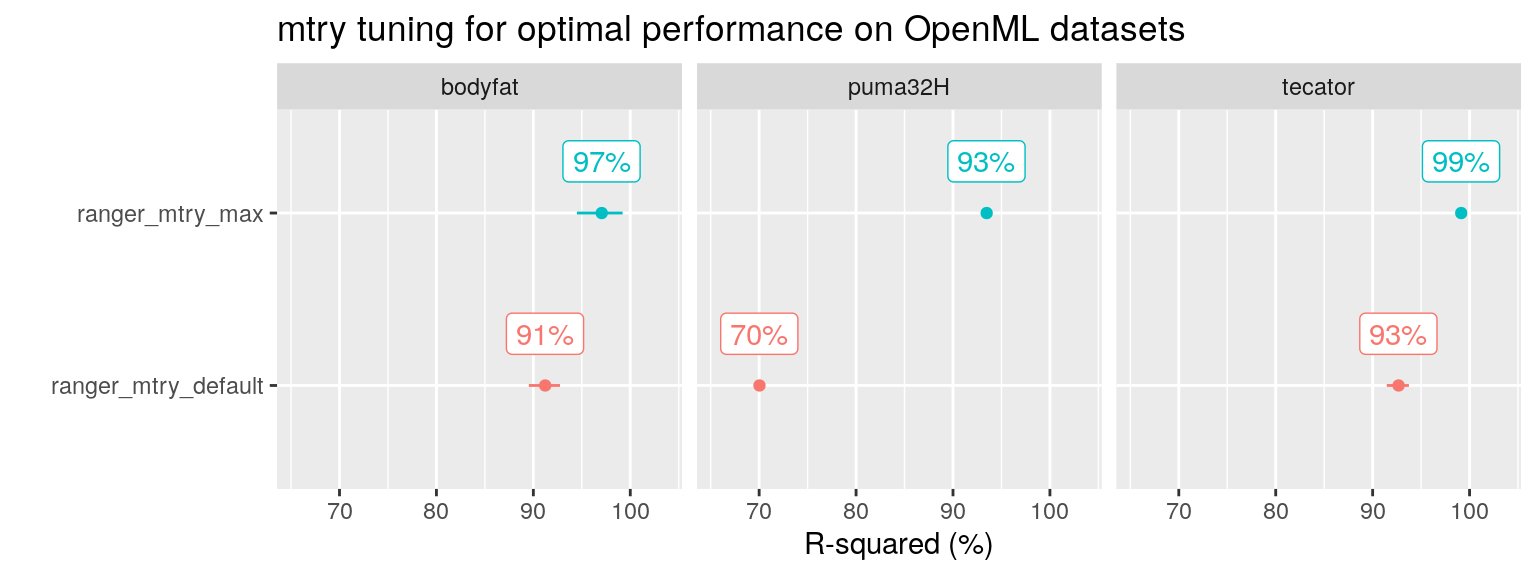 mtry tuning for optimal performance on OpenML datasets
bodyfat puma32H tecator
97% 93% 99%
ranger_mtry_max
91% 70% 93%
ranger_mtry_default
70 80 90 100 70 80 90 100 70 80 90 100
R-squared (%)